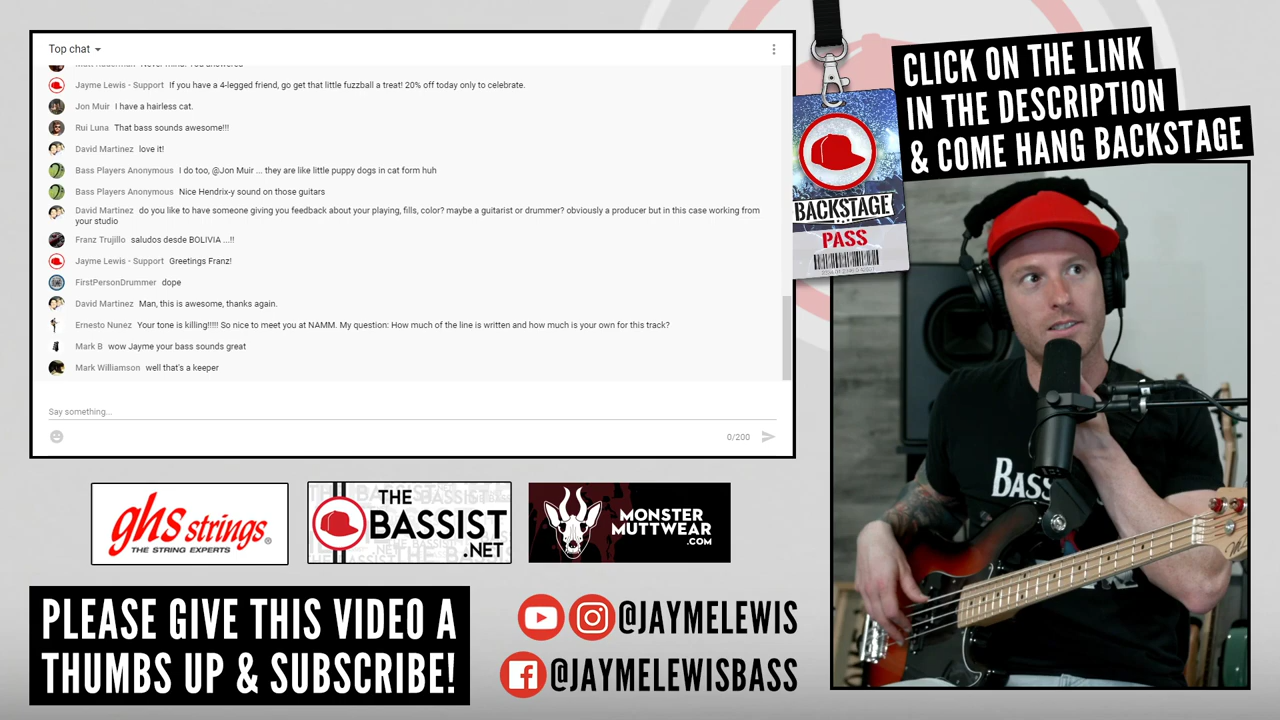 Top chat
Jayme Lewis - Support If you have a 4-legged friend, go get that little fuzzball a treat! 20% off today only to celebrate.
Jon Muir I have a hairless cat.
Rui Luna That bass sounds awesome!!!
David Martinez love it!
Bass Players Anonymous I do too, @Jon Muir ... they are like little puppy dogs in cat form huh
Bass Players Anonymous Nice Hendrix-y sound on those guitars
David Martinez do you like to have someone giving you feedback about your playing, fills, color? maybe a guitarist or drummer? obviously a producer but in this case working from
your studio
Franz Trujillo saludos desde BOLIVIA ...!!
Jayme Lewis - Support Greetings Franz!
FirstPersonDrummer dope
David Martinez Man, this is awesome, thanks again.
Ernesto Nunez Your tone is killing!!!!! So nice to meet you at NAMM. My question: How much of the line is written and how much is your own for this track?
Mark B wow Jayme your bass sounds great
Mark Williamson well that's a keeper
Say something...
0/200
CLICK ON THE LINK
IN THE DESCRIPTION
& COME HANG BACKSTAGE
BACKSTAGE
PASS
BASS
ghs strings®
THE STRING EXPERTS
THE
BASSIST
.NET
MONSTER
MUTTWEAR
.COM
PLEASE GIVE THIS VIDEO A
THUMBS UP & SUBSCRIBE!
@JAYMELEWIS
@JAYMELEWISBASS